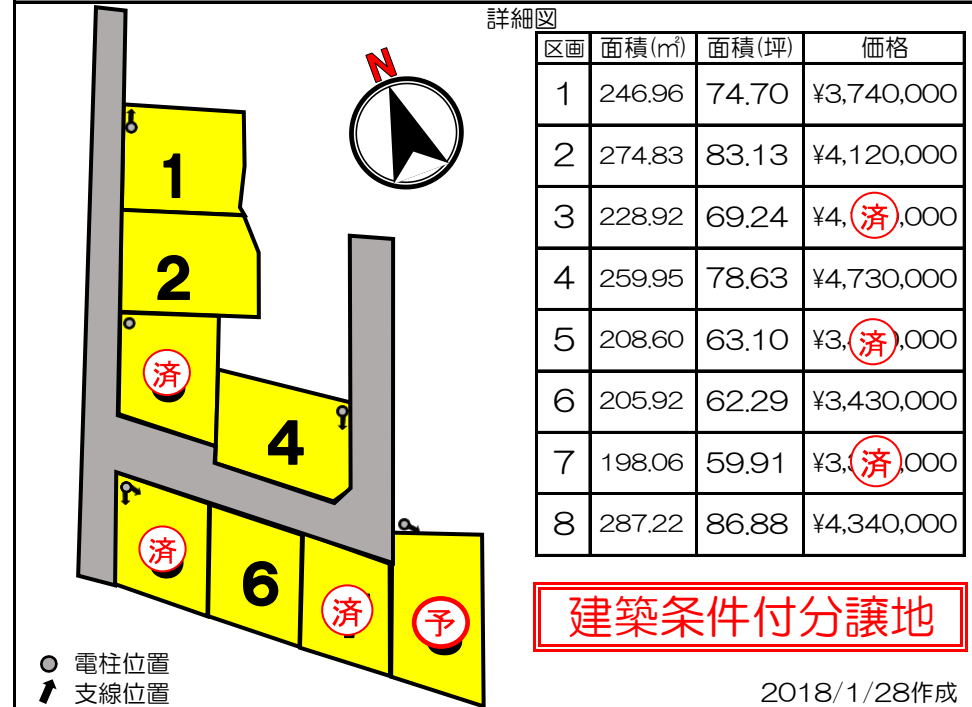 詳細図
N
区画 面積(㎡) 面積(坪) 価格
1 246.96 74.70 ¥3,740,000
2 274.83 83.13 ¥4,120,000
3 228.92 69.24 ¥4, 済 ,000
4 259.95 78.63 ¥4,730,000
5 208.60 63.10 ¥3, 済 ,000
6 205.92 62.29 ¥3,430,000
7 198.06 59.91 ¥3, 済 ,000
8 287.22 86.88 ¥4,340,000
1
2
済
4
済
6
済
予
建築条件付分譲地
電柱位置
支線位置
2018/1/28作成